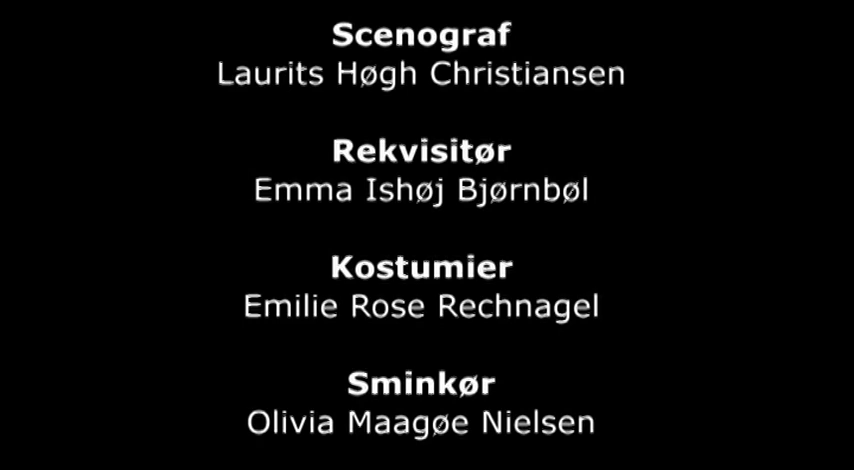 Scenograf
Laurits Høgh Christiansen
Rekvisitør
Emma Ishøj Bjørnbøl
Kostumier
Emilie Rose Rechnagel
Sminkør
Olivia Maagøe Nielsen